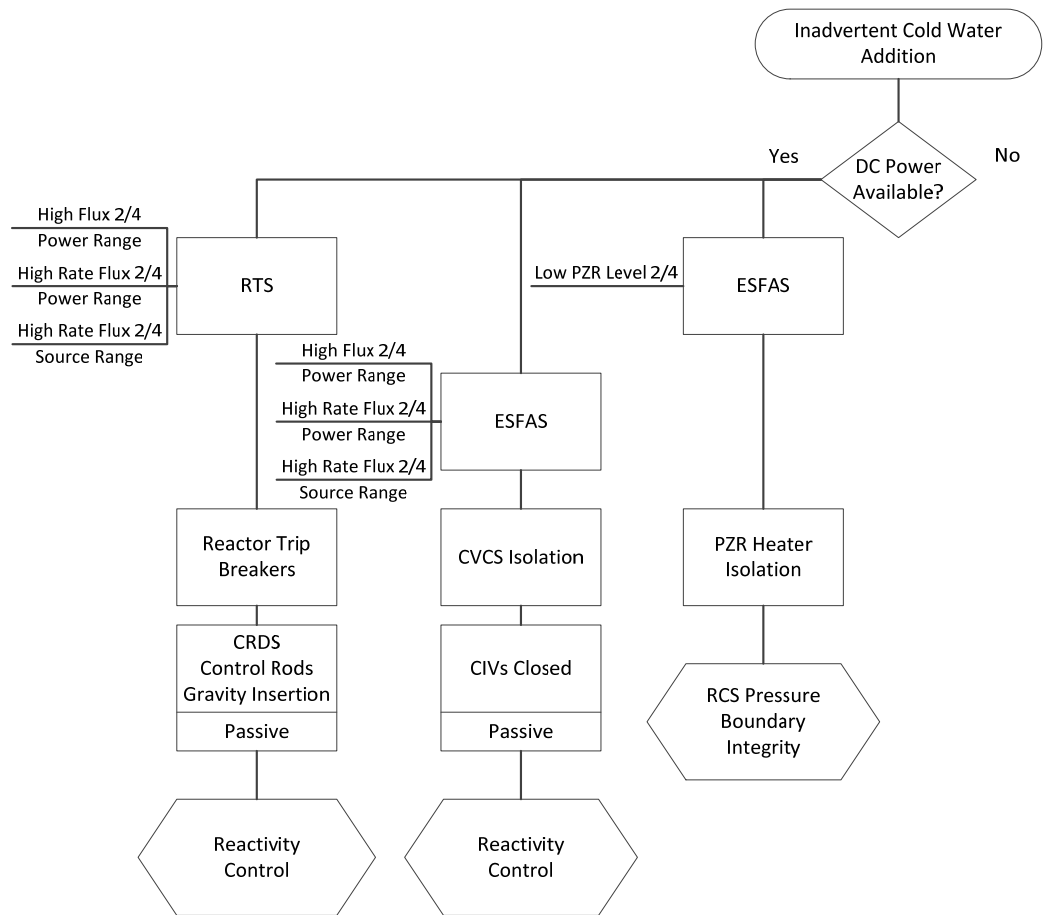 Inadvertent Cold Water
Addition
Yes
No
DC Power
Available?
High Flux 2/4
Power Range
High Rate Flux 2/4
Power Range
High Rate Flux 2/4
Source Range
RTS
Low PZR Level 2/4
ESFAS
High Flux 2/4
Power Range
High Rate Flux 2/4
Power Range
High Rate Flux 2/4
Source Range
ESFAS
Reactor Trip
Breakers
CVCS Isolation
PZR Heater
Isolation
CRDS
Control Rods
Gravity Insertion
Passive
CIVs Closed
Passive
RCS Pressure
Boundary
Integrity
Reactivity
Control
Reactivity
Control